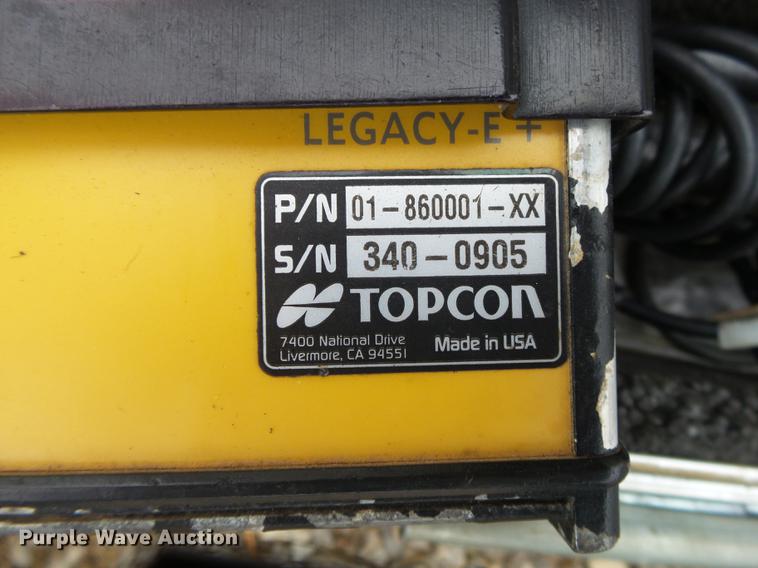 LEGACY-E+
P/N 01-860001-XX
S/N 340-0905
TOPCON
7400 National Drive
Livermore, CA 94551
Made in USA
Purple Wave Auction